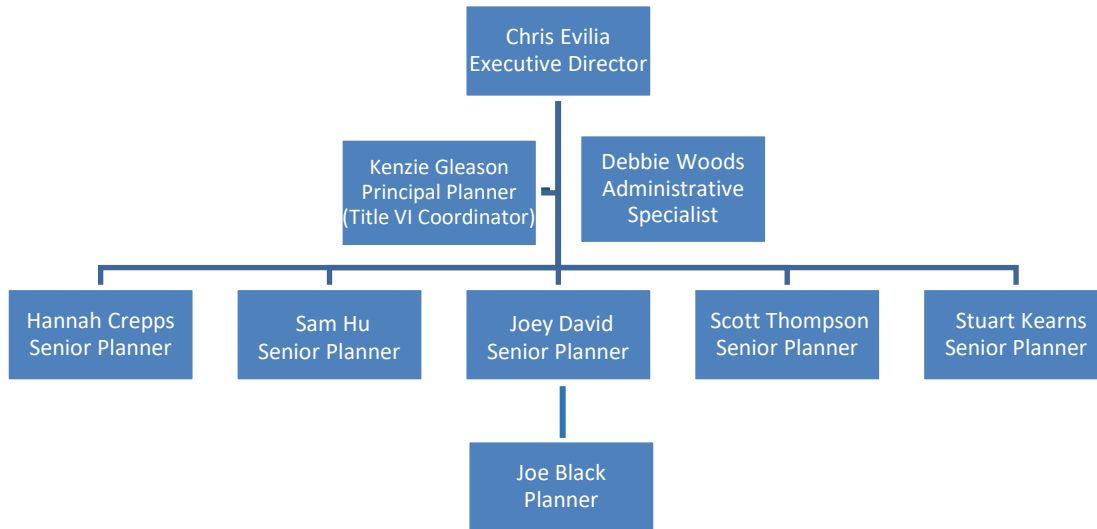 Chris Evilia
Executive Director
Kenzie Gleason
Principal Planner
(Title VI Coordinator)
Debbie Woods
Administrative
Specialist
Hannah Crepps
Senior Planner
Sam Hu
Senior Planner
Joey David
Senior Planner
Scott Thompson
Senior Planner
Stuart Kearns
Senior Planner
Joe Black
Planner